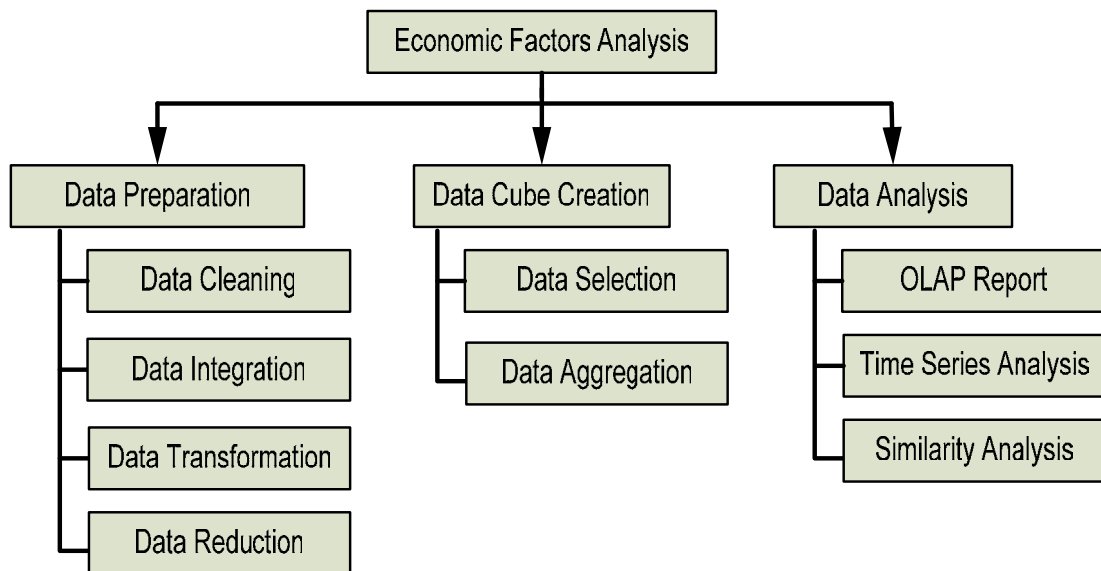 Economic Factors Analysis
Data Preparation
Data Cleaning
Data Integration
Data Transformation
Data Reduction
Data Cube Creation
Data Selection
Data Aggregation
Data Analysis
OLAP Report
Time Series Analysis
Similarity Analysis